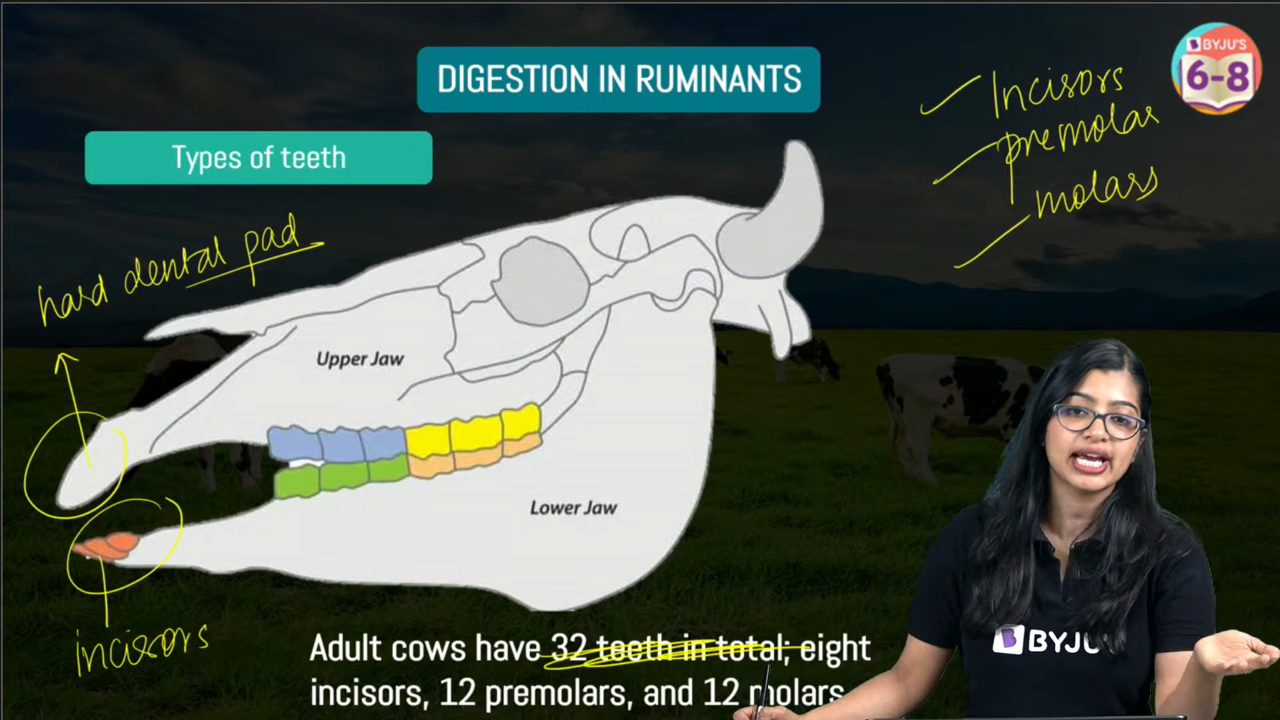 BYJU'S
6-8
DIGESTION IN RUMINANTS
Types of teeth
Incisors
premolar
molars
hard dental pad
Upper Jaw
Lower Jaw
incisors
Adult cows have 32 teeth in total; eight
incisors, 12 premolars, and 12 molars
BYJU